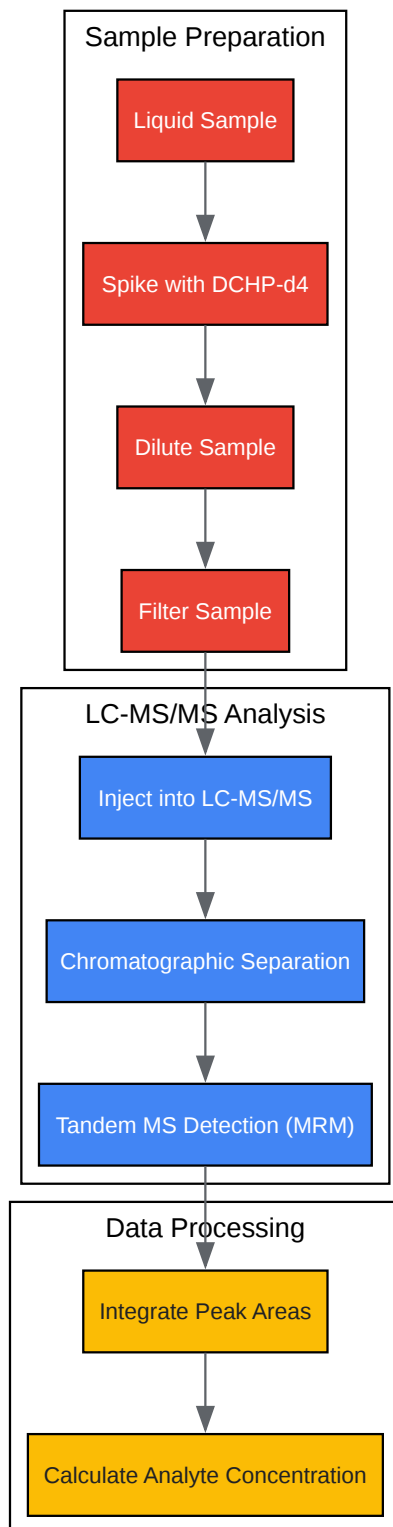 Sample Preparation
Liquid Sample
Spike with DCHP-d4
Dilute Sample
Filter Sample
LC-MS/MS Analysis
Inject into LC-MS/MS
Chromatographic Separation
Tandem MS Detection (MRM)
Data Processing
Integrate Peak Areas
Calculate Analyte Concentration